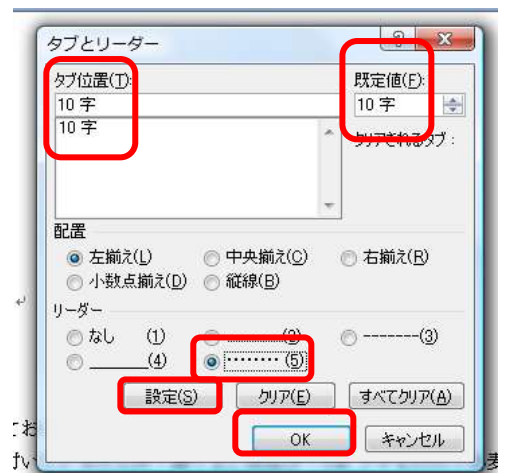 タブとリーダー
タブ位置(T): 既定値(F):
10 字 10 字
10 字
クリアされるタブ :
配置
左揃え(L) 中央揃え(C) 右揃え(R)
小数点揃え(D) 縦線(B)
リーダー
なし (1) ..........(2) -------(3)
______(4) ········ (5)
設定(S) クリア(E) すべてクリア(A)
OK キャンセル
てお